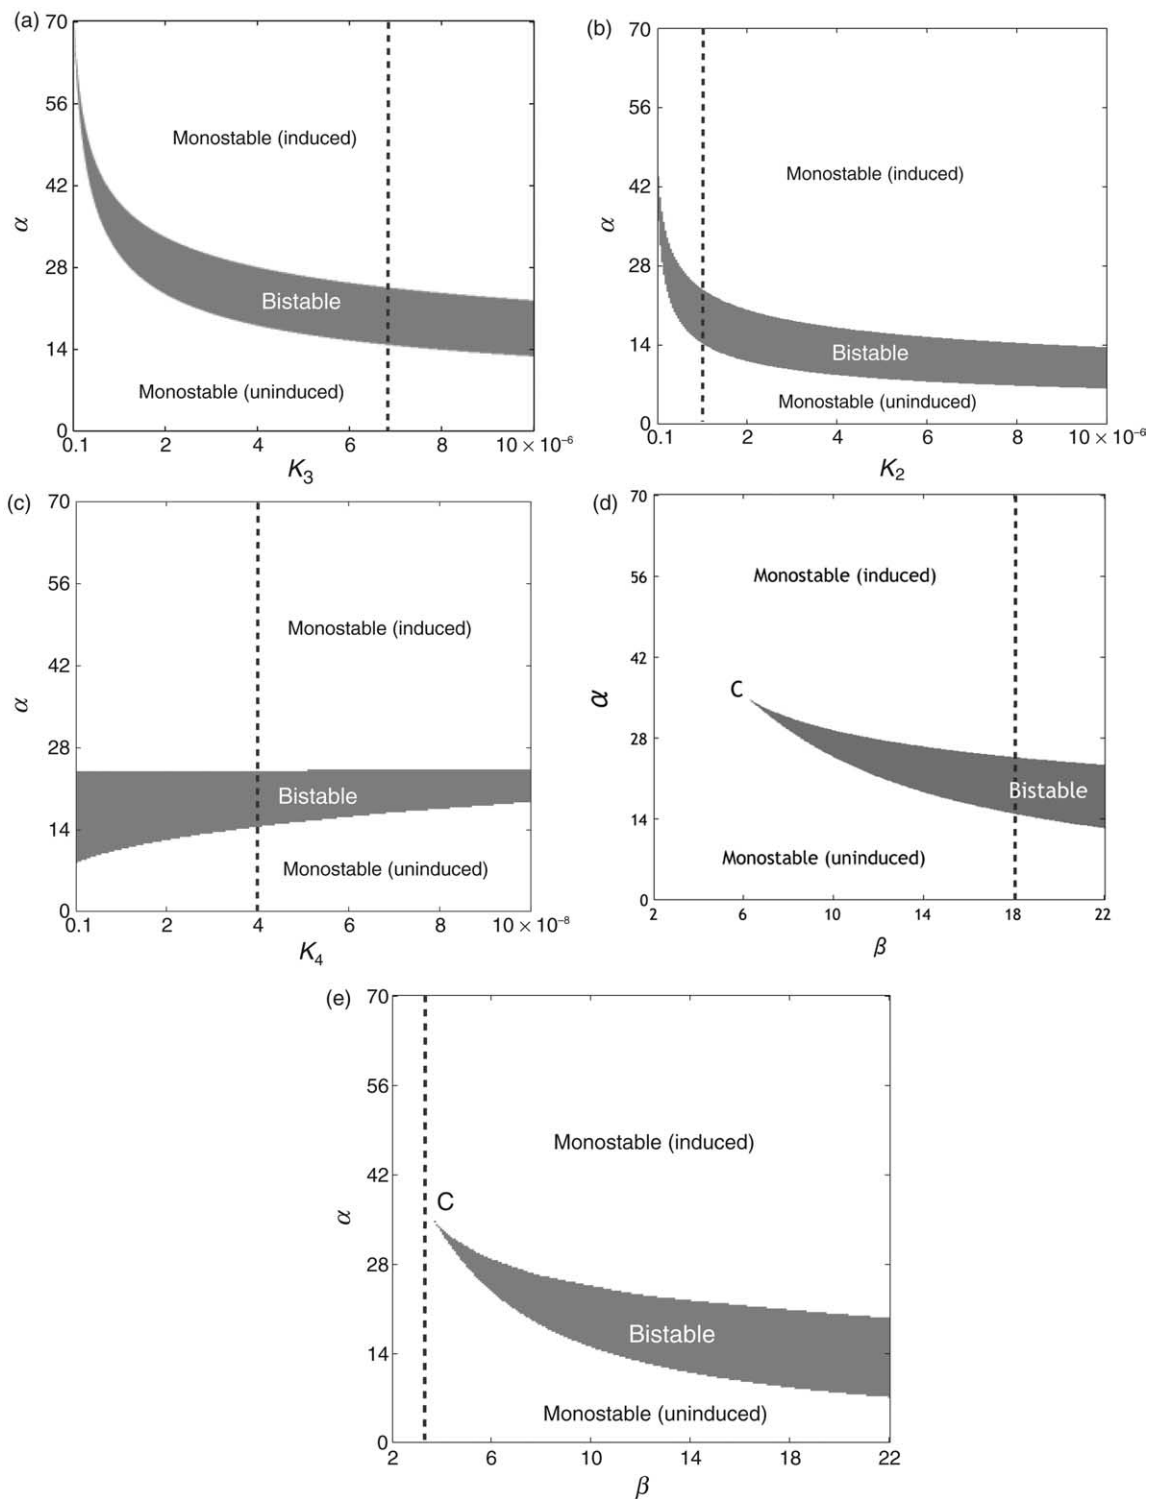 (a)
70
56
42
28
14
0
α
Monostable (induced)
Bistable
Monostable (uninduced)
0.1 2 4 6 8 10 × 10⁻⁶
K₃
(b)
70
56
42
28
14
0
α
Monostable (induced)
Bistable
Monostable (uninduced)
0.1 2 4 6 8 10 × 10⁻⁶
K₂
(c)
70
56
42
28
14
0
α
Monostable (induced)
Bistable
Monostable (uninduced)
0.1 2 4 6 8 10 × 10⁻⁸
K₄
(d)
70
56
42
28
14
0
α
Monostable (induced)
C
Bistable
Monostable (uninduced)
2 6 10 14 18 22
β
(e)
70
56
42
28
14
0
α
Monostable (induced)
C
Bistable
Monostable (uninduced)
2 6 10 14 18 22
β